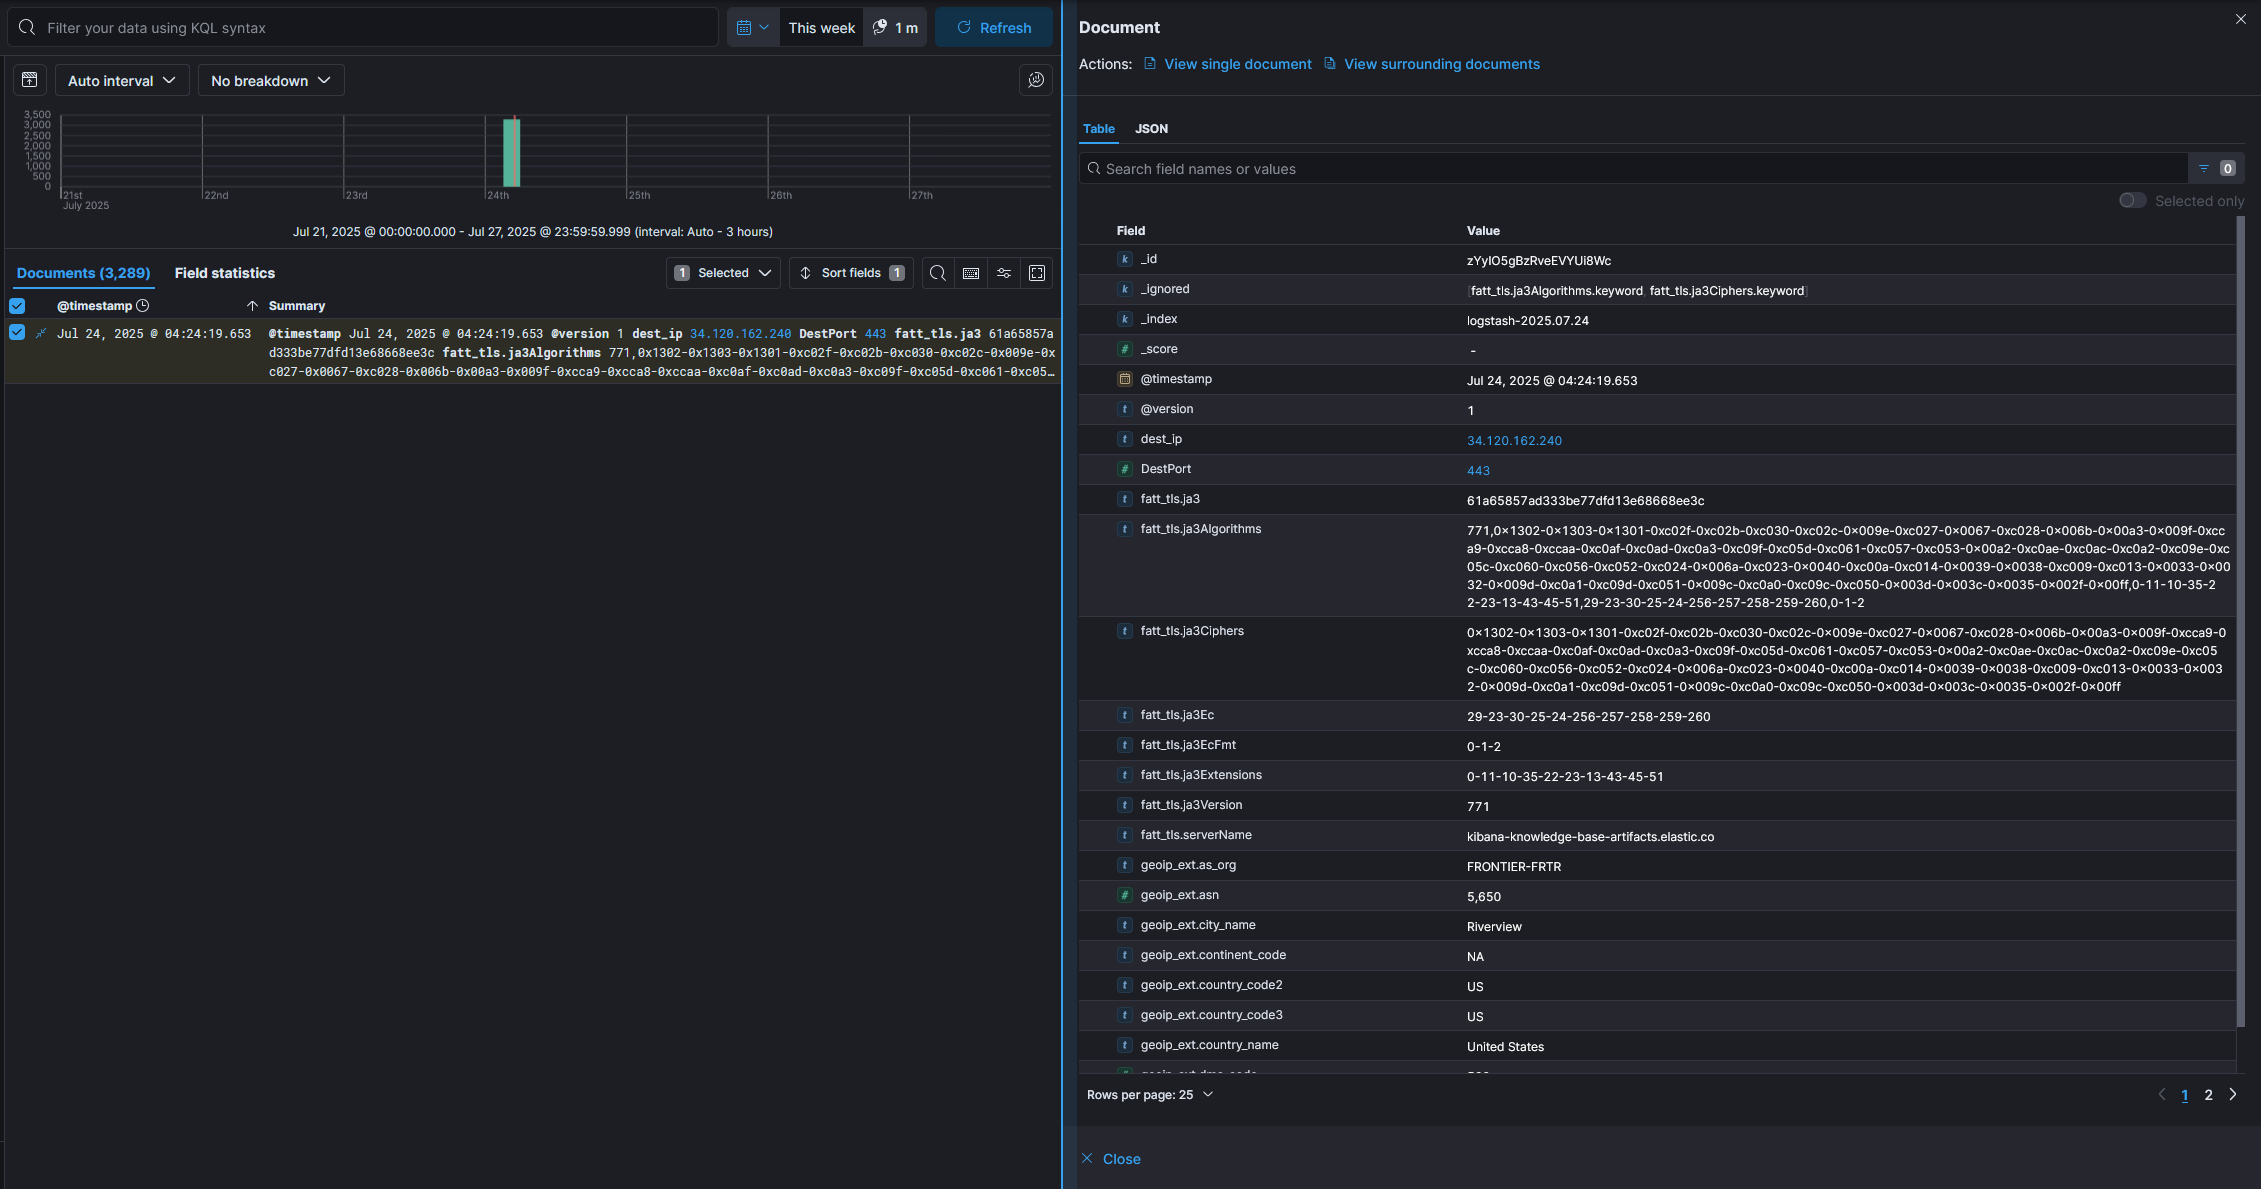 Filter your data using KQL syntax
This week
1 m
Refresh
Auto interval
No breakdown
3,500
3,000
2,500
2,000
1,500
1,000
500
0
21st
22nd
23rd
24th
25th
26th
27th
July 2025
Jul 21, 2025 @ 00:00:00.000 - Jul 27, 2025 @ 23:59:59.999 (interval: Auto - 3 hours)
Documents (3,289)
Field statistics
1 Selected
Sort fields 1
@timestamp
Summary
Jul 24, 2025 @ 04:24:19.653
@timestamp Jul 24, 2025 @ 04:24:19.653 @version 1 dest_ip 34.120.162.240 DestPort 443 fatt_tls.ja3 61a65857a
d333be77dfd13e68668ee3c fatt_tls.ja3Algorithms 771,0x1302-0x1303-0x1301-0xc02f-0xc02b-0xc030-0xc02c-0x009e-0x
c027-0x0067-0xc028-0x006b-0x00a3-0x009f-0xcca9-0xcca8-0xccaa-0xc0af-0xc0ad-0xc0a3-0xc09f-0xc05d-0xc061-0xc05…
Document
Actions:
View single document
View surrounding documents
Table
JSON
Search field names or values
0
Selected only
Field
Value
k _id
zYyIO5gBzRveEVYUi8Wc
k _ignored
[fatt_tls.ja3Algorithms.keyword, fatt_tls.ja3Ciphers.keyword]
k _index
logstash-2025.07.24
# _score
-
@timestamp
Jul 24, 2025 @ 04:24:19.653
t @version
1
t dest_ip
34.120.162.240
# DestPort
443
t fatt_tls.ja3
61a65857ad333be77dfd13e68668ee3c
t fatt_tls.ja3Algorithms
771,0x1302-0x1303-0x1301-0xc02f-0xc02b-0xc030-0xc02c-0x009e-0xc027-0x0067-0xc028-0x006b-0x00a3-0x009f-0xcc
a9-0xcca8-0xccaa-0xc0af-0xc0ad-0xc0a3-0xc09f-0xc05d-0xc061-0xc057-0xc053-0x00a2-0xc0ae-0xc0ac-0xc0a2-0xc09e-0xc
05c-0xc060-0xc056-0xc052-0xc024-0x006a-0xc023-0x0040-0xc00a-0xc014-0x0039-0x0038-0xc009-0xc013-0x0033-0x00
32-0x009d-0xc0a1-0xc09d-0xc051-0x009c-0xc0a0-0xc09c-0xc050-0x003d-0x003c-0x0035-0x002f-0x00ff,0-11-10-35-2
2-23-13-43-45-51,29-23-30-25-24-256-257-258-259-260,0-1-2
t fatt_tls.ja3Ciphers
0x1302-0x1303-0x1301-0xc02f-0xc02b-0xc030-0xc02c-0x009e-0xc027-0x0067-0xc028-0x006b-0x00a3-0x009f-0xcca9-0
xcca8-0xccaa-0xc0af-0xc0ad-0xc0a3-0xc09f-0xc05d-0xc061-0xc057-0xc053-0x00a2-0xc0ae-0xc0ac-0xc0a2-0xc09e-0xc05
c-0xc060-0xc056-0xc052-0xc024-0x006a-0xc023-0x0040-0xc00a-0xc014-0x0039-0x0038-0xc009-0xc013-0x0033-0x003
2-0x009d-0xc0a1-0xc09d-0xc051-0x009c-0xc0a0-0xc09c-0xc050-0x003d-0x003c-0x0035-0x002f-0x00ff
t fatt_tls.ja3Ec
29-23-30-25-24-256-257-258-259-260
t fatt_tls.ja3EcFmt
0-1-2
t fatt_tls.ja3Extensions
0-11-10-35-22-23-13-43-45-51
t fatt_tls.ja3Version
771
t fatt_tls.serverName
kibana-knowledge-base-artifacts.elastic.co
t geoip_ext.as_org
FRONTIER-FRTR
# geoip_ext.asn
5,650
t geoip_ext.city_name
Riverview
t geoip_ext.continent_code
NA
t geoip_ext.country_code2
US
t geoip_ext.country_code3
US
t geoip_ext.country_name
United States
Rows per page: 25
1 2
Close